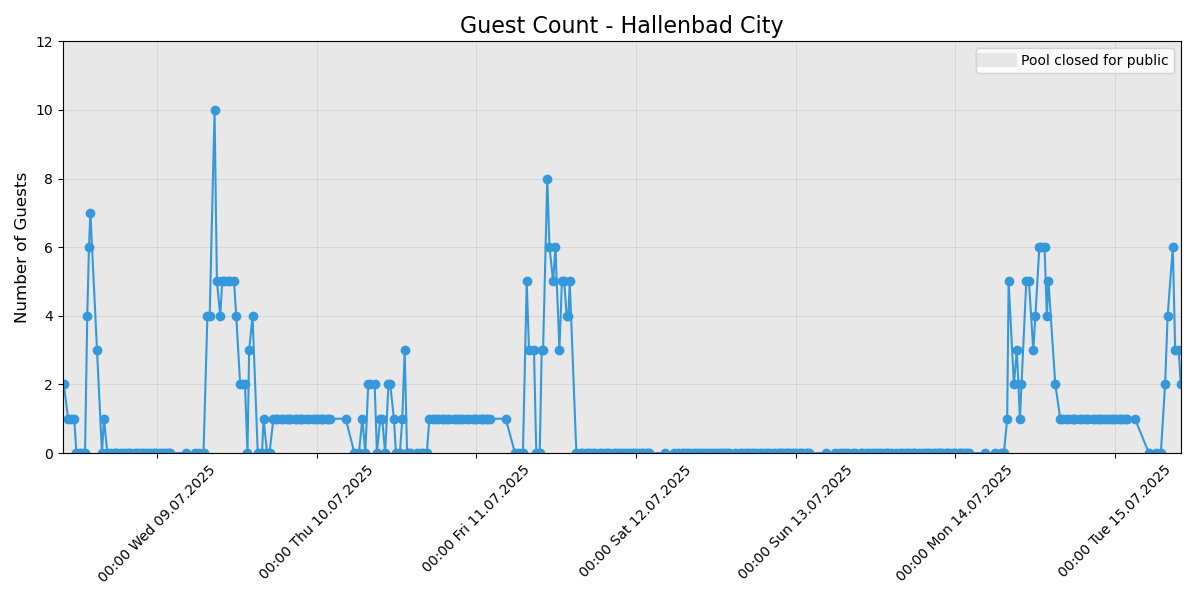 Guest Count - Hallenbad City
Pool closed for public
Number of Guests
12
10
8
6
4
2
0
00:00 Wed 09.07.2025
00:00 Thu 10.07.2025
00:00 Fri 11.07.2025
00:00 Sat 12.07.2025
00:00 Sun 13.07.2025
00:00 Mon 14.07.2025
00:00 Tue 15.07.2025